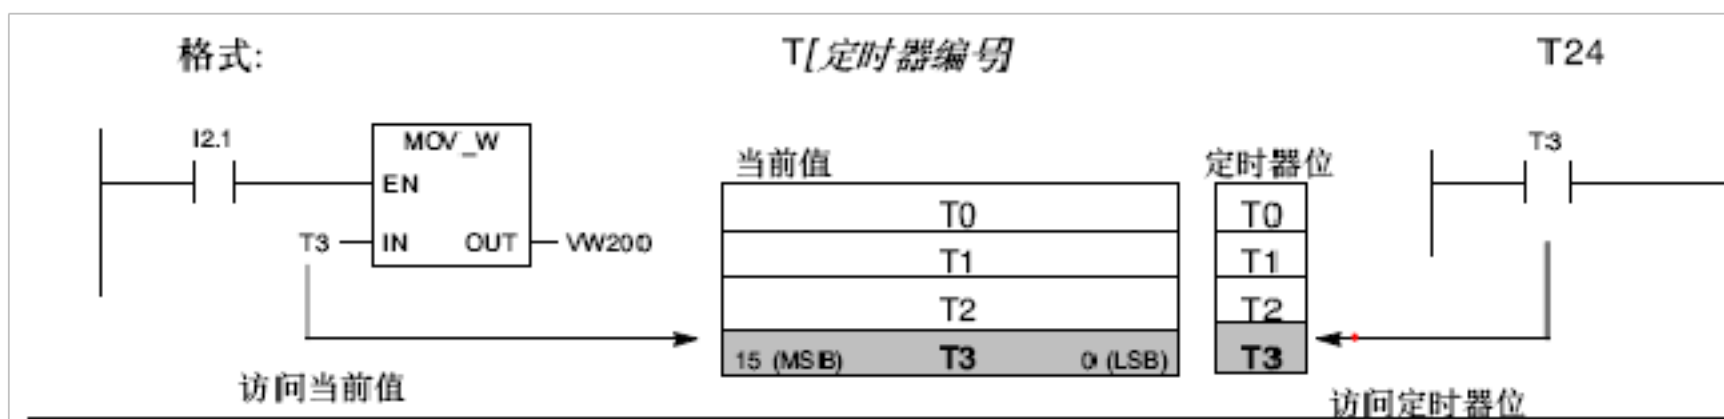 格式: T[定时器编号] T24
I2.1 MOV_W T3
当前值 定时器位
EN
T0 T0
T3 IN OUT VW200
T1 T1
T2 T2
15 (MSB) T3 0 (LSB) T3
访问当前值 访问定时器位